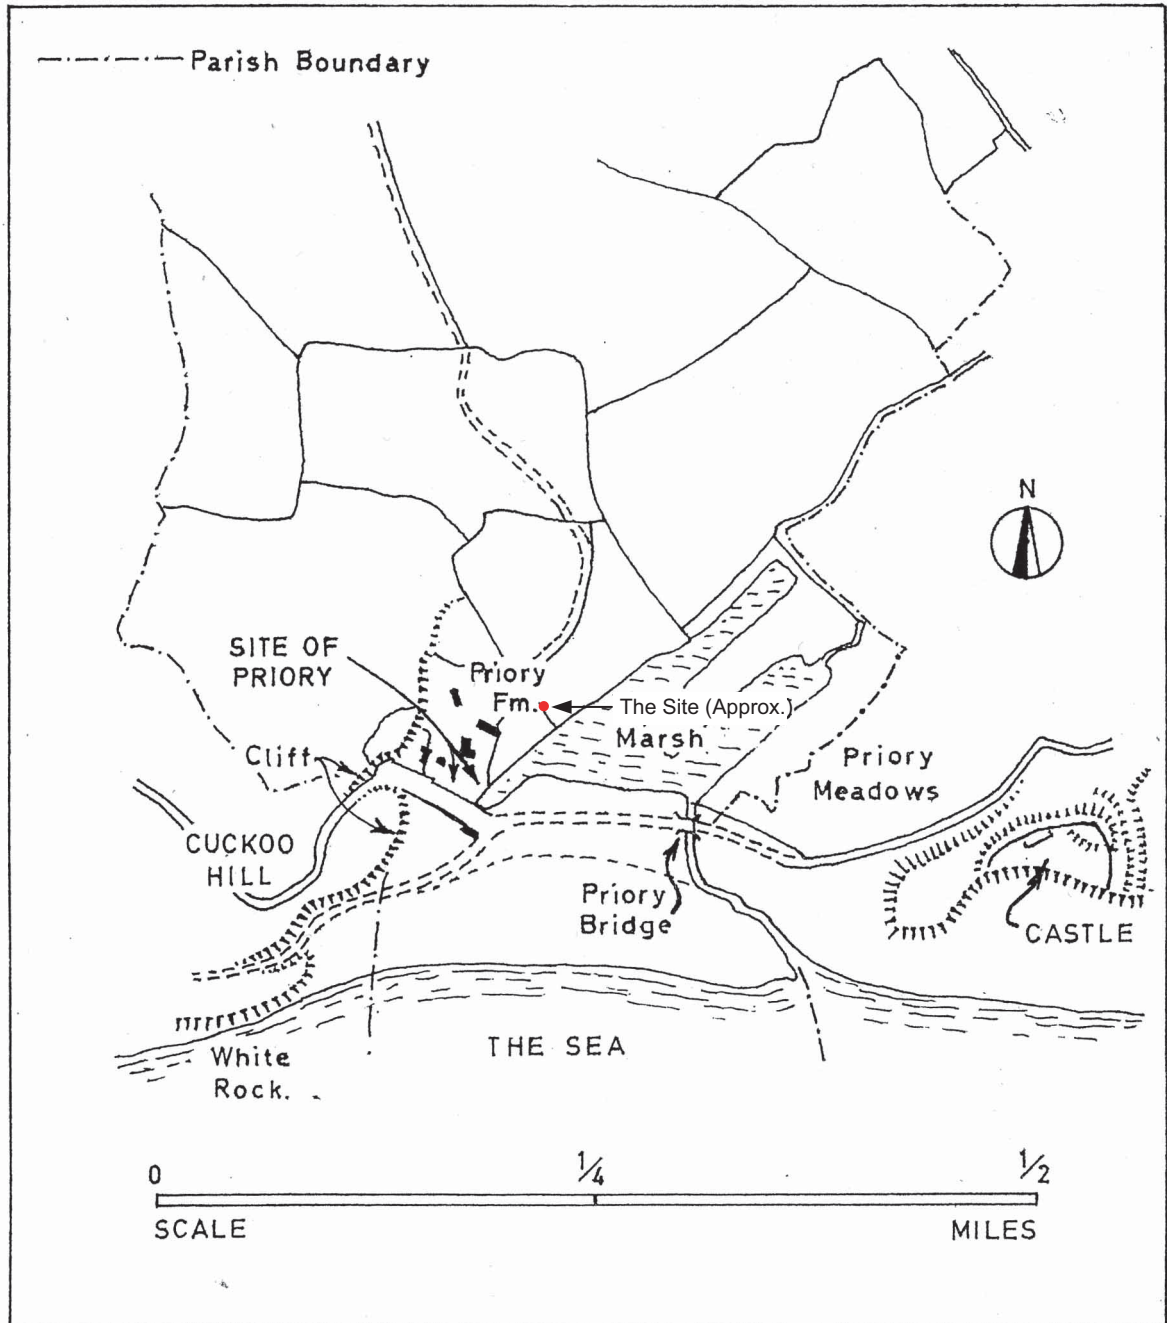 Parish Boundary
N
SITE OF
PRIORY
Priory
Fm.
The Site (Approx.)
Marsh
Cliff
Priory
Meadows
CUCKOO
HILL
Priory
Bridge
CASTLE
THE SEA
White
Rock.
0
1/4
1/2
SCALE
MILES